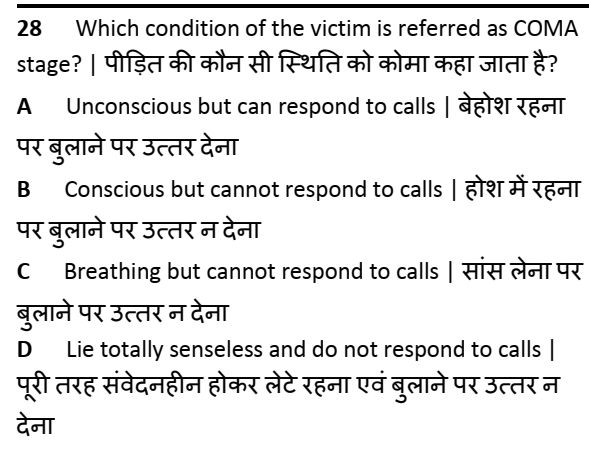 28 Which condition of the victim is referred as COMA
stage? | पीड़ित की कौन सी स्थिति को कोमा कहा जाता है?
A Unconscious but can respond to calls | बेहोश रहना
पर बुलाने पर उत्तर देना
B Conscious but cannot respond to calls | होश में रहना
पर बुलाने पर उत्तर न देना
C Breathing but cannot respond to calls | सांस लेना पर
बुलाने पर उत्तर न देना
D Lie totally senseless and do not respond to calls |
पूरी तरह संवेदनहीन होकर लेटे रहना एवं बुलाने पर उत्तर न
देना